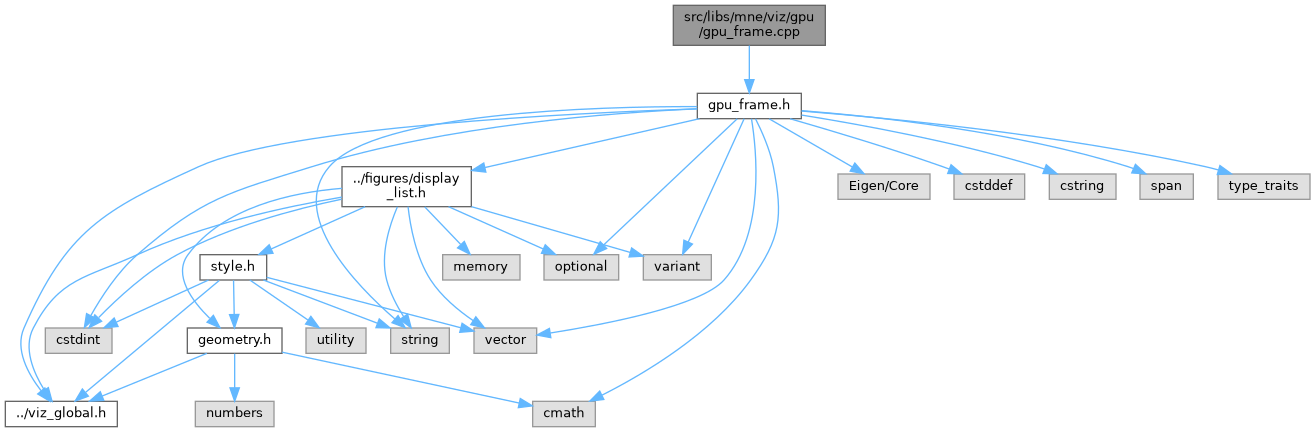 src/libs/mne/viz/gpu
/gpu_frame.cpp
gpu_frame.h
../figures/display
_list.h
Eigen/Core
cstddef
cstring
span
type_traits
style.h
memory
optional
variant
cstdint
geometry.h
utility
string
vector
../viz_global.h
numbers
cmath